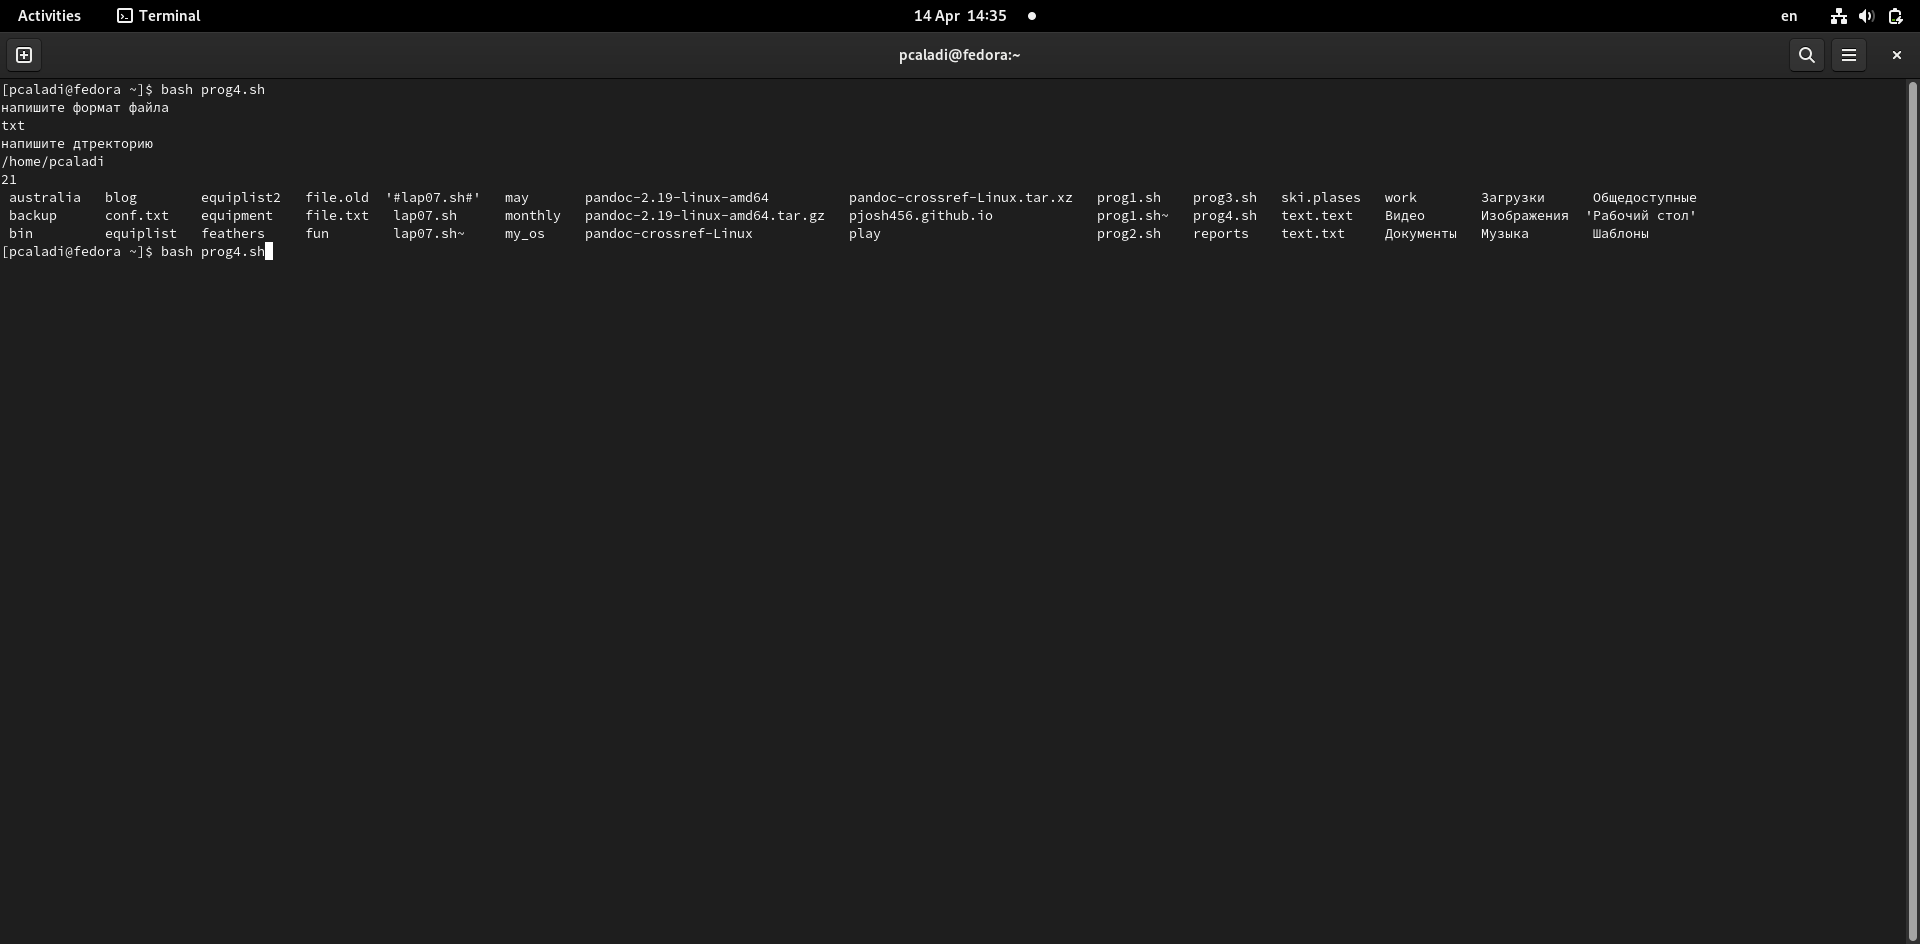 Activities Terminal 14 Apr 14:35 en
pcaladi@fedora:~
[pcaladi@fedora ~]$ bash prog4.sh
напишите формат файла
txt
напишите дтректорию
/home/pcaladi
21
australia blog equiplist2 file.old '#lap07.sh#' may pandoc-2.19-linux-amd64 pandoc-crossref-Linux.tar.xz prog1.sh prog3.sh ski.plases work Загрузки Общедоступные
backup conf.txt equipment file.txt lap07.sh monthly pandoc-2.19-linux-amd64.tar.gz pjosh456.github.io prog1.sh~ prog4.sh text.text Видео Изображения 'Рабочий стол'
bin equiplist feathers fun lap07.sh~ my_os pandoc-crossref-Linux play prog2.sh reports text.txt Документы Музыка Шаблоны
[pcaladi@fedora ~]$ bash prog4.sh